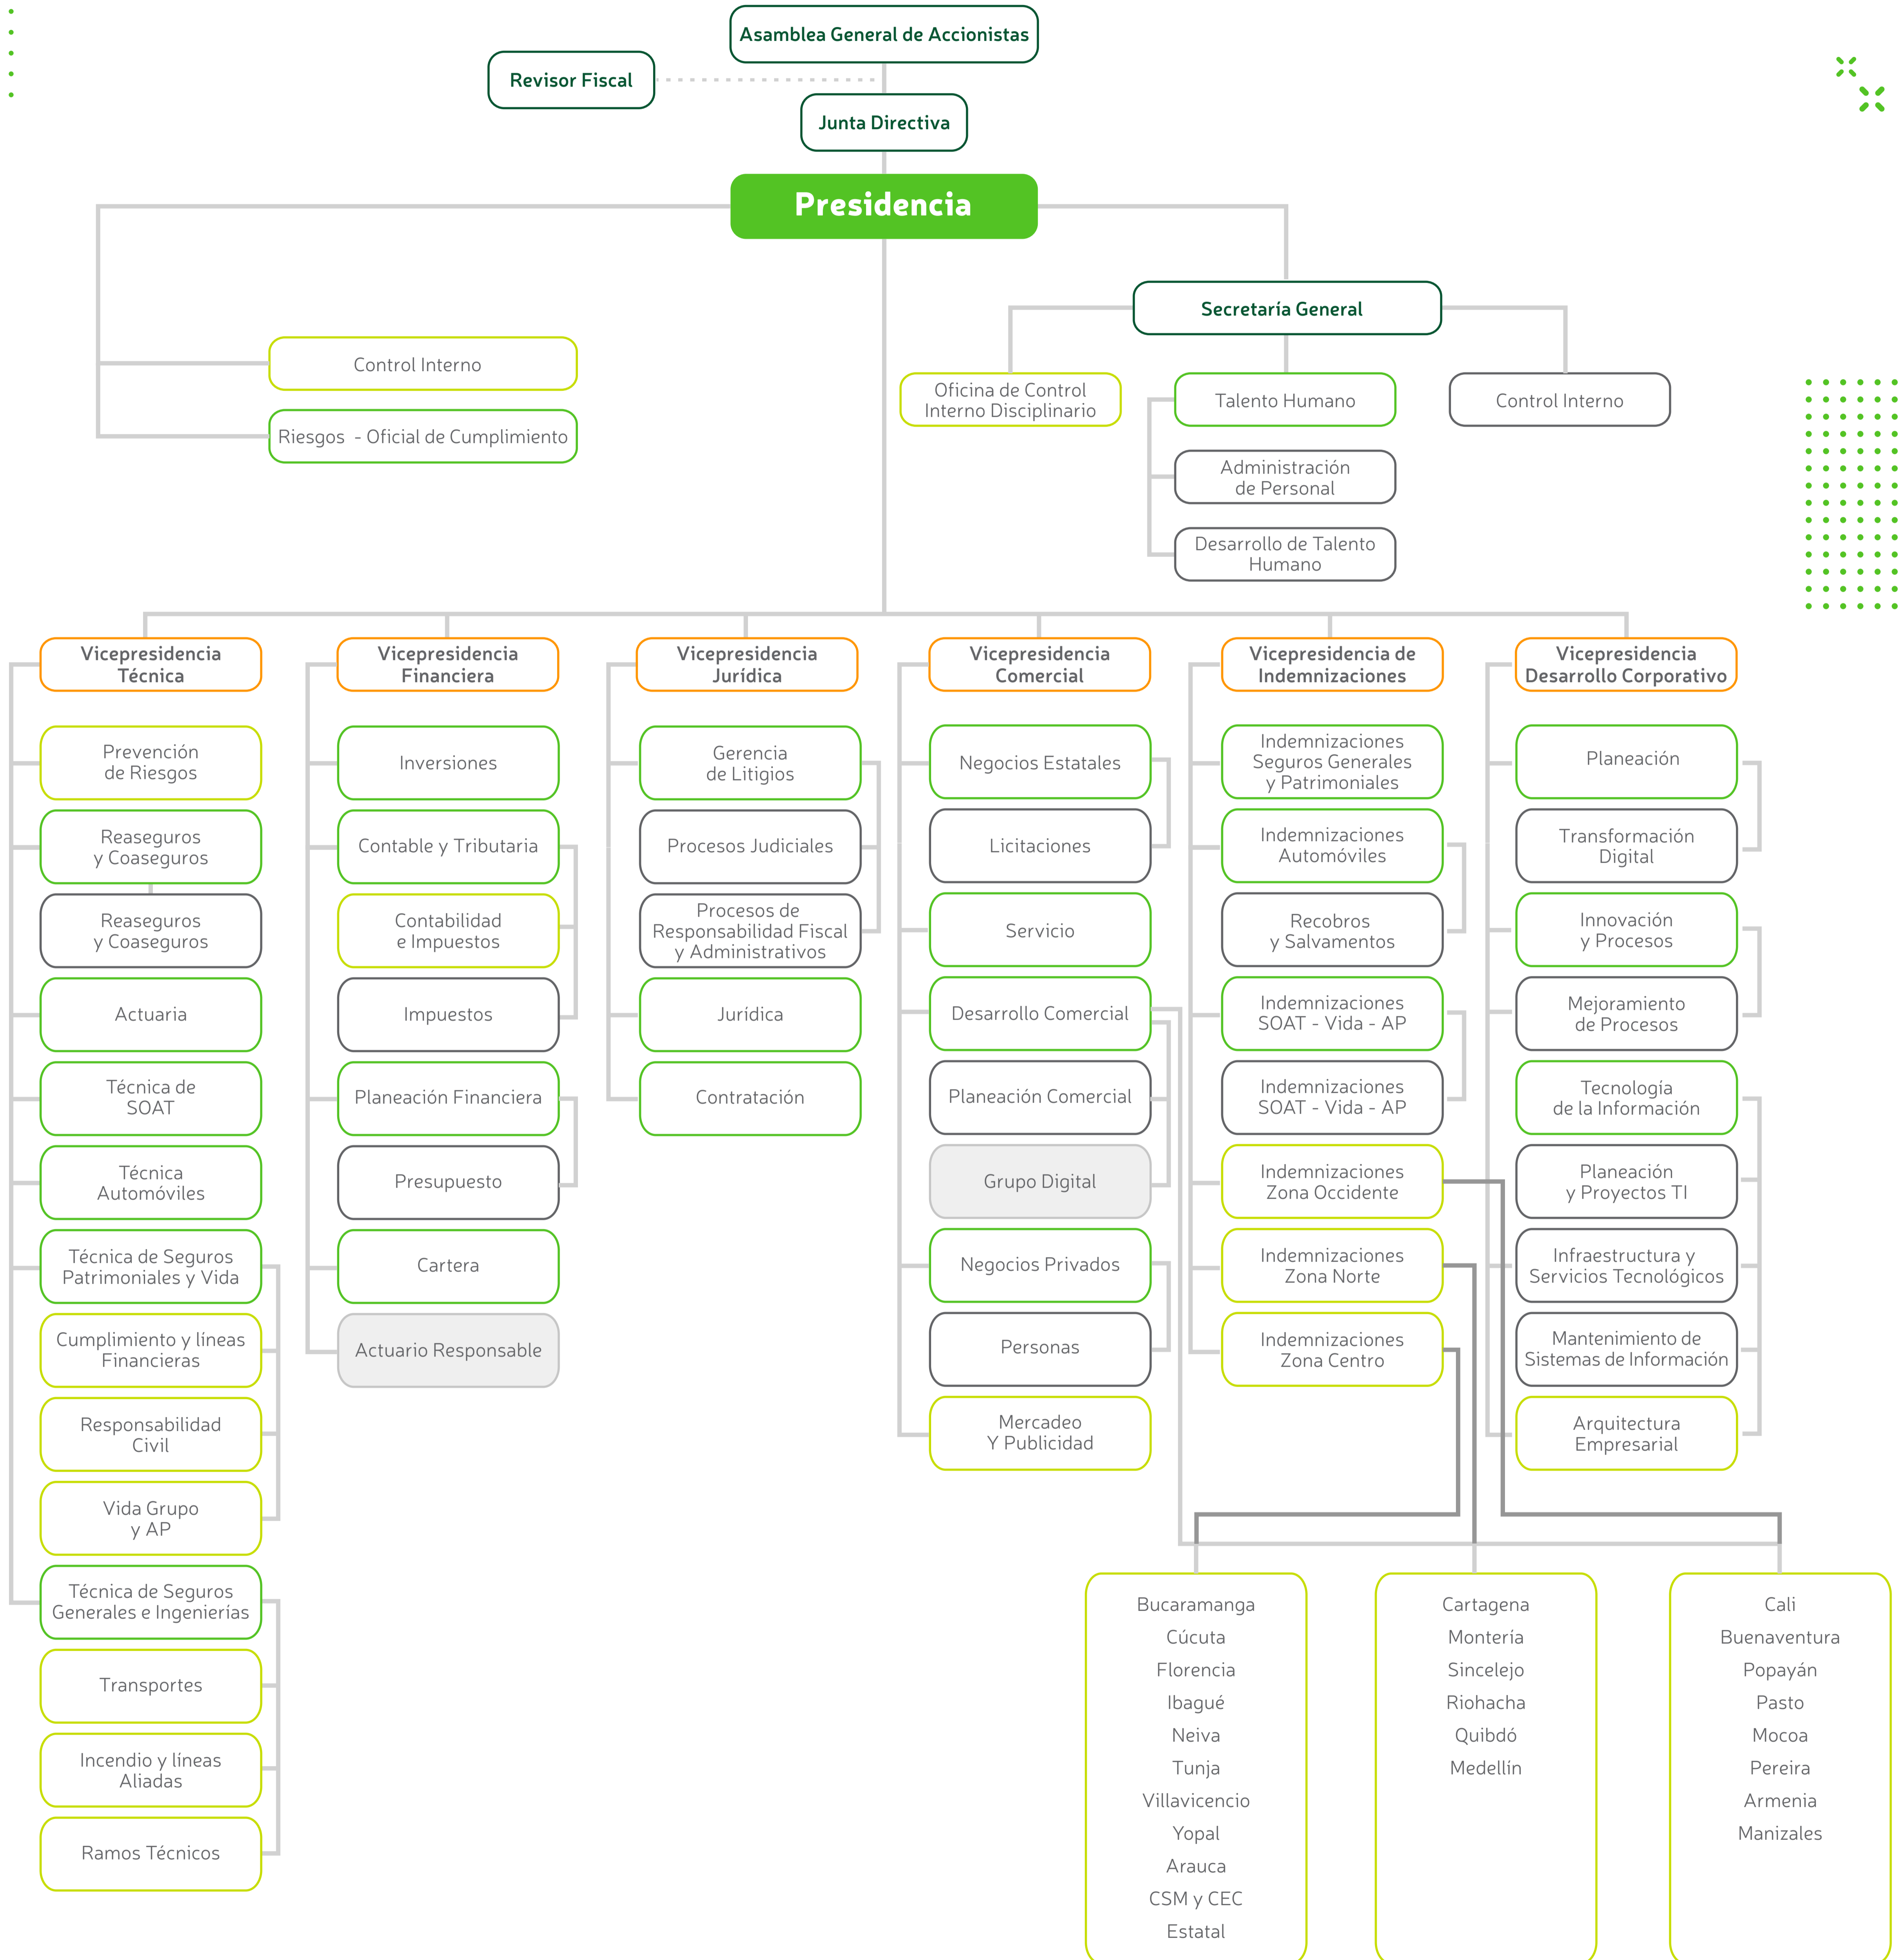 Asamblea General de Accionistas
Revisor Fiscal
Junta Directiva
Presidencia
Secretaría General
Control Interno
Riesgos - Oficial de Cumplimiento
Oficina de Control
Interno Disciplinario
Talento Humano
Control Interno
Administración
de Personal
Desarrollo de Talento
Humano
Vicepresidencia
Técnica
Prevención
de Riesgos
Reaseguros
y Coaseguros
Reaseguros
y Coaseguros
Actuaria
Técnica de
SOAT
Técnica
Automóviles
Técnica de Seguros
Patrimoniales y Vida
Cumplimiento y líneas
Financieras
Responsabilidad
Civil
Vida Grupo
y AP
Técnica de Seguros
Generales e Ingenierías
Transportes
Incendio y líneas
Aliadas
Ramos Técnicos
Vicepresidencia
Financiera
Inversiones
Contable y Tributaria
Contabilidad
e Impuestos
Impuestos
Planeación Financiera
Presupuesto
Cartera
Actuario Responsable
Vicepresidencia
Jurídica
Gerencia
de Litigios
Procesos Judiciales
Procesos de
Responsabilidad Fiscal
y Administrativos
Jurídica
Contratación
Vicepresidencia
Comercial
Negocios Estatales
Licitaciones
Servicio
Desarrollo Comercial
Planeación Comercial
Grupo Digital
Negocios Privados
Personas
Mercadeo
Y Publicidad
Vicepresidencia de
Indemnizaciones
Indemnizaciones
Seguros Generales
y Patrimoniales
Indemnizaciones
Automóviles
Recobros
y Salvamentos
Indemnizaciones
SOAT - Vida - AP
Indemnizaciones
SOAT - Vida - AP
Indemnizaciones
Zona Occidente
Indemnizaciones
Zona Norte
Indemnizaciones
Zona Centro
Vicepresidencia
Desarrollo Corporativo
Planeación
Transformación
Digital
Innovación
y Procesos
Mejoramiento
de Procesos
Tecnología
de la Información
Planeación
y Proyectos TI
Infraestructura y
Servicios Tecnológicos
Mantenimiento de
Sistemas de Información
Arquitectura
Empresarial
Bucaramanga
Cúcuta
Florencia
Ibagué
Neiva
Tunja
Villavicencio
Yopal
Arauca
CSM y CEC
Estatal
Cartagena
Montería
Sincelejo
Riohacha
Quibdó
Medellín
Cali
Buenaventura
Popayán
Pasto
Mocoa
Pereira
Armenia
Manizales